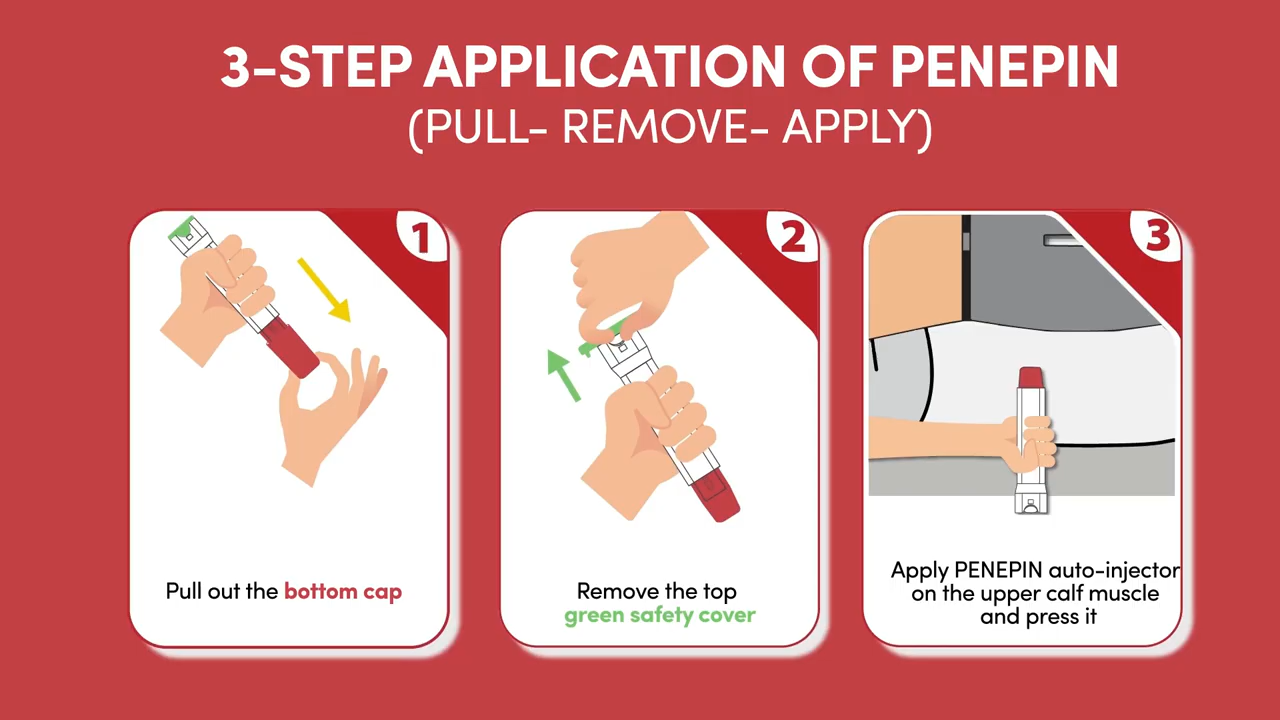 3-STEP APPLICATION OF PENEPIN
(PULL- REMOVE- APPLY)
1
Pull out the bottom cap
2
Remove the top
green safety cover
3
Apply PENEPIN auto-injector
on the upper calf muscle
and press it